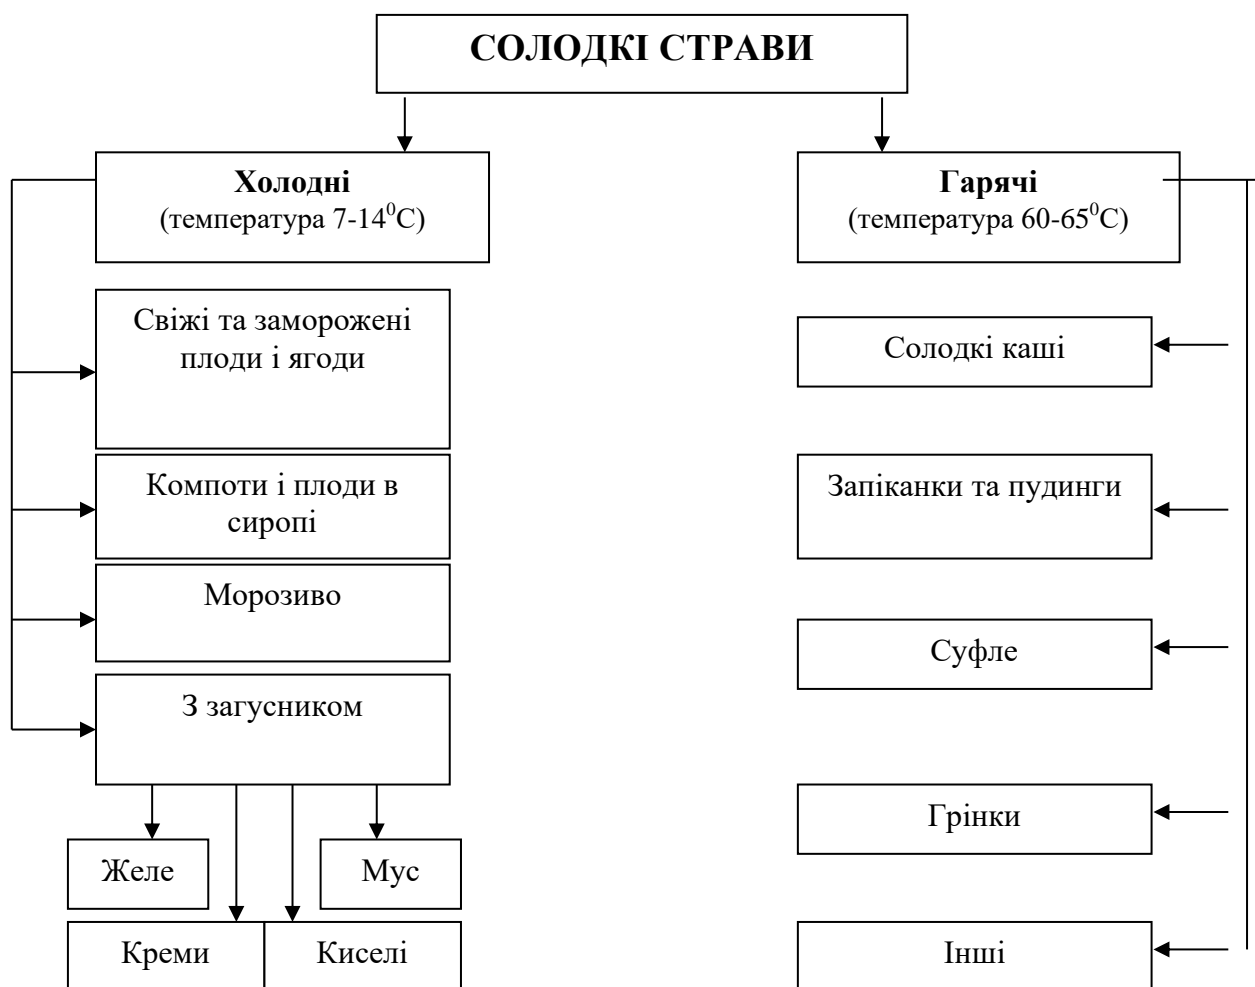 СОЛОДКІ СТРАВИ
Холодні
(температура 7-14⁰С)
Гарячі
(температура 60-65⁰С)
Свіжі та заморожені
плоди і ягоди
Солодкі каші
Компоти і плоди в
сиропі
Запіканки та пудинги
Морозиво
Суфле
З загусником
Грінки
Желе
Мус
Креми
Киселі
Інші